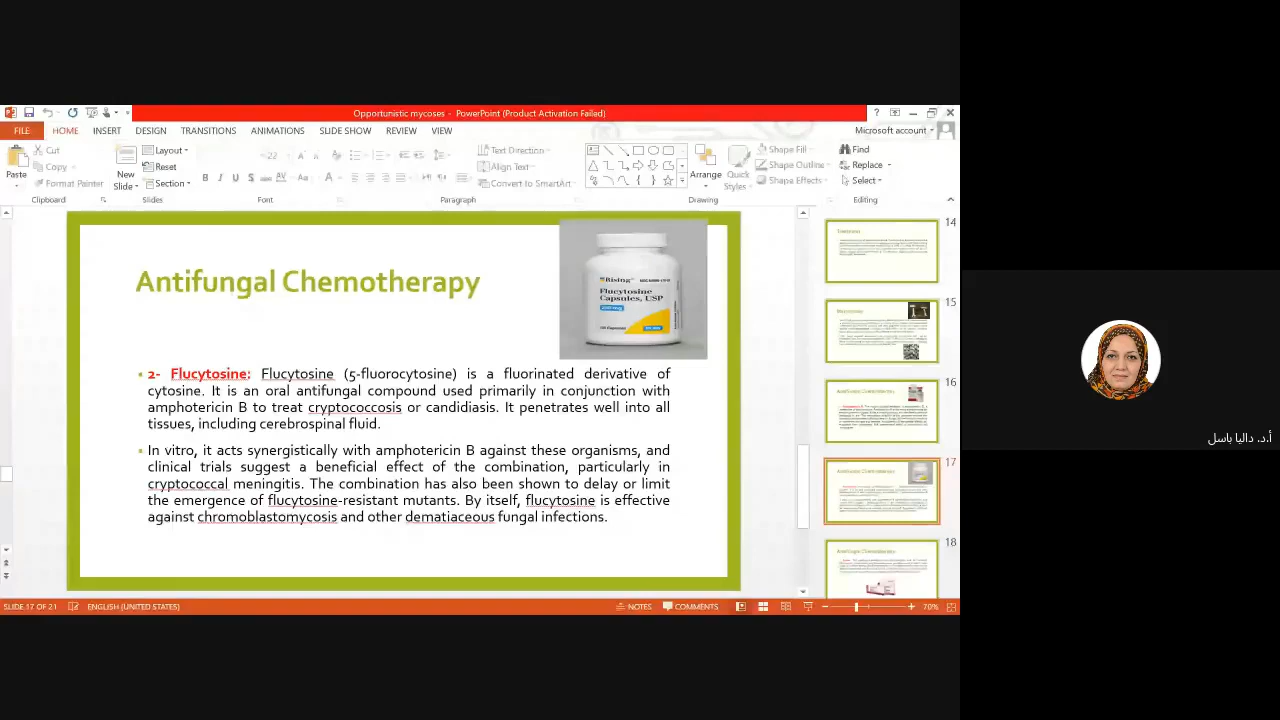 Opportunistic mycoses - PowerPoint (Product Activation Failed)
?
FILE HOME INSERT DESIGN TRANSITIONS ANIMATIONS SLIDE SHOW REVIEW VIEW
Microsoft account
Paste
Cut
Copy
Format Painter
Clipboard
New
Slide
Layout
Reset
Section
Slides
22
B I U S
Font
Text Direction
Align Text
Convert to SmartArt
Paragraph
Arrange
Quick
Styles
Shape Fill
Shape Outline
Shape Effects
Drawing
Find
Replace
Select
Editing
Antifungal Chemotherapy
Rising
Flucytosine
Capsules, USP
2- Flucytosine: Flucytosine (5-fluorocytosine) is a fluorinated derivative of
cytosine. It is an oral antifungal compound used primarily in conjunction with
amphotericin B to treat cryptococcosis or candidiasis. It penetrates well into all
tissues, including cerebrospinal fluid.
In vitro, it acts synergistically with amphotericin B against these organisms, and
clinical trials suggest a beneficial effect of the combination, particularly in
cryptococcal meningitis. The combination has also been shown to delay or limit
the emergence of flucytosine-resistant mutants. By itself, flucytosine is effective
against chromoblastomycosis and other dematiaceous fungal infections.
14
15
16
Antifungal Chemotherapy
17
Antifungal Chemotherapy
18
Antifungal Chemotherapy
SLIDE 17 OF 21
ENGLISH (UNITED STATES)
NOTES
COMMENTS
70%
أ.د. داليا باسل